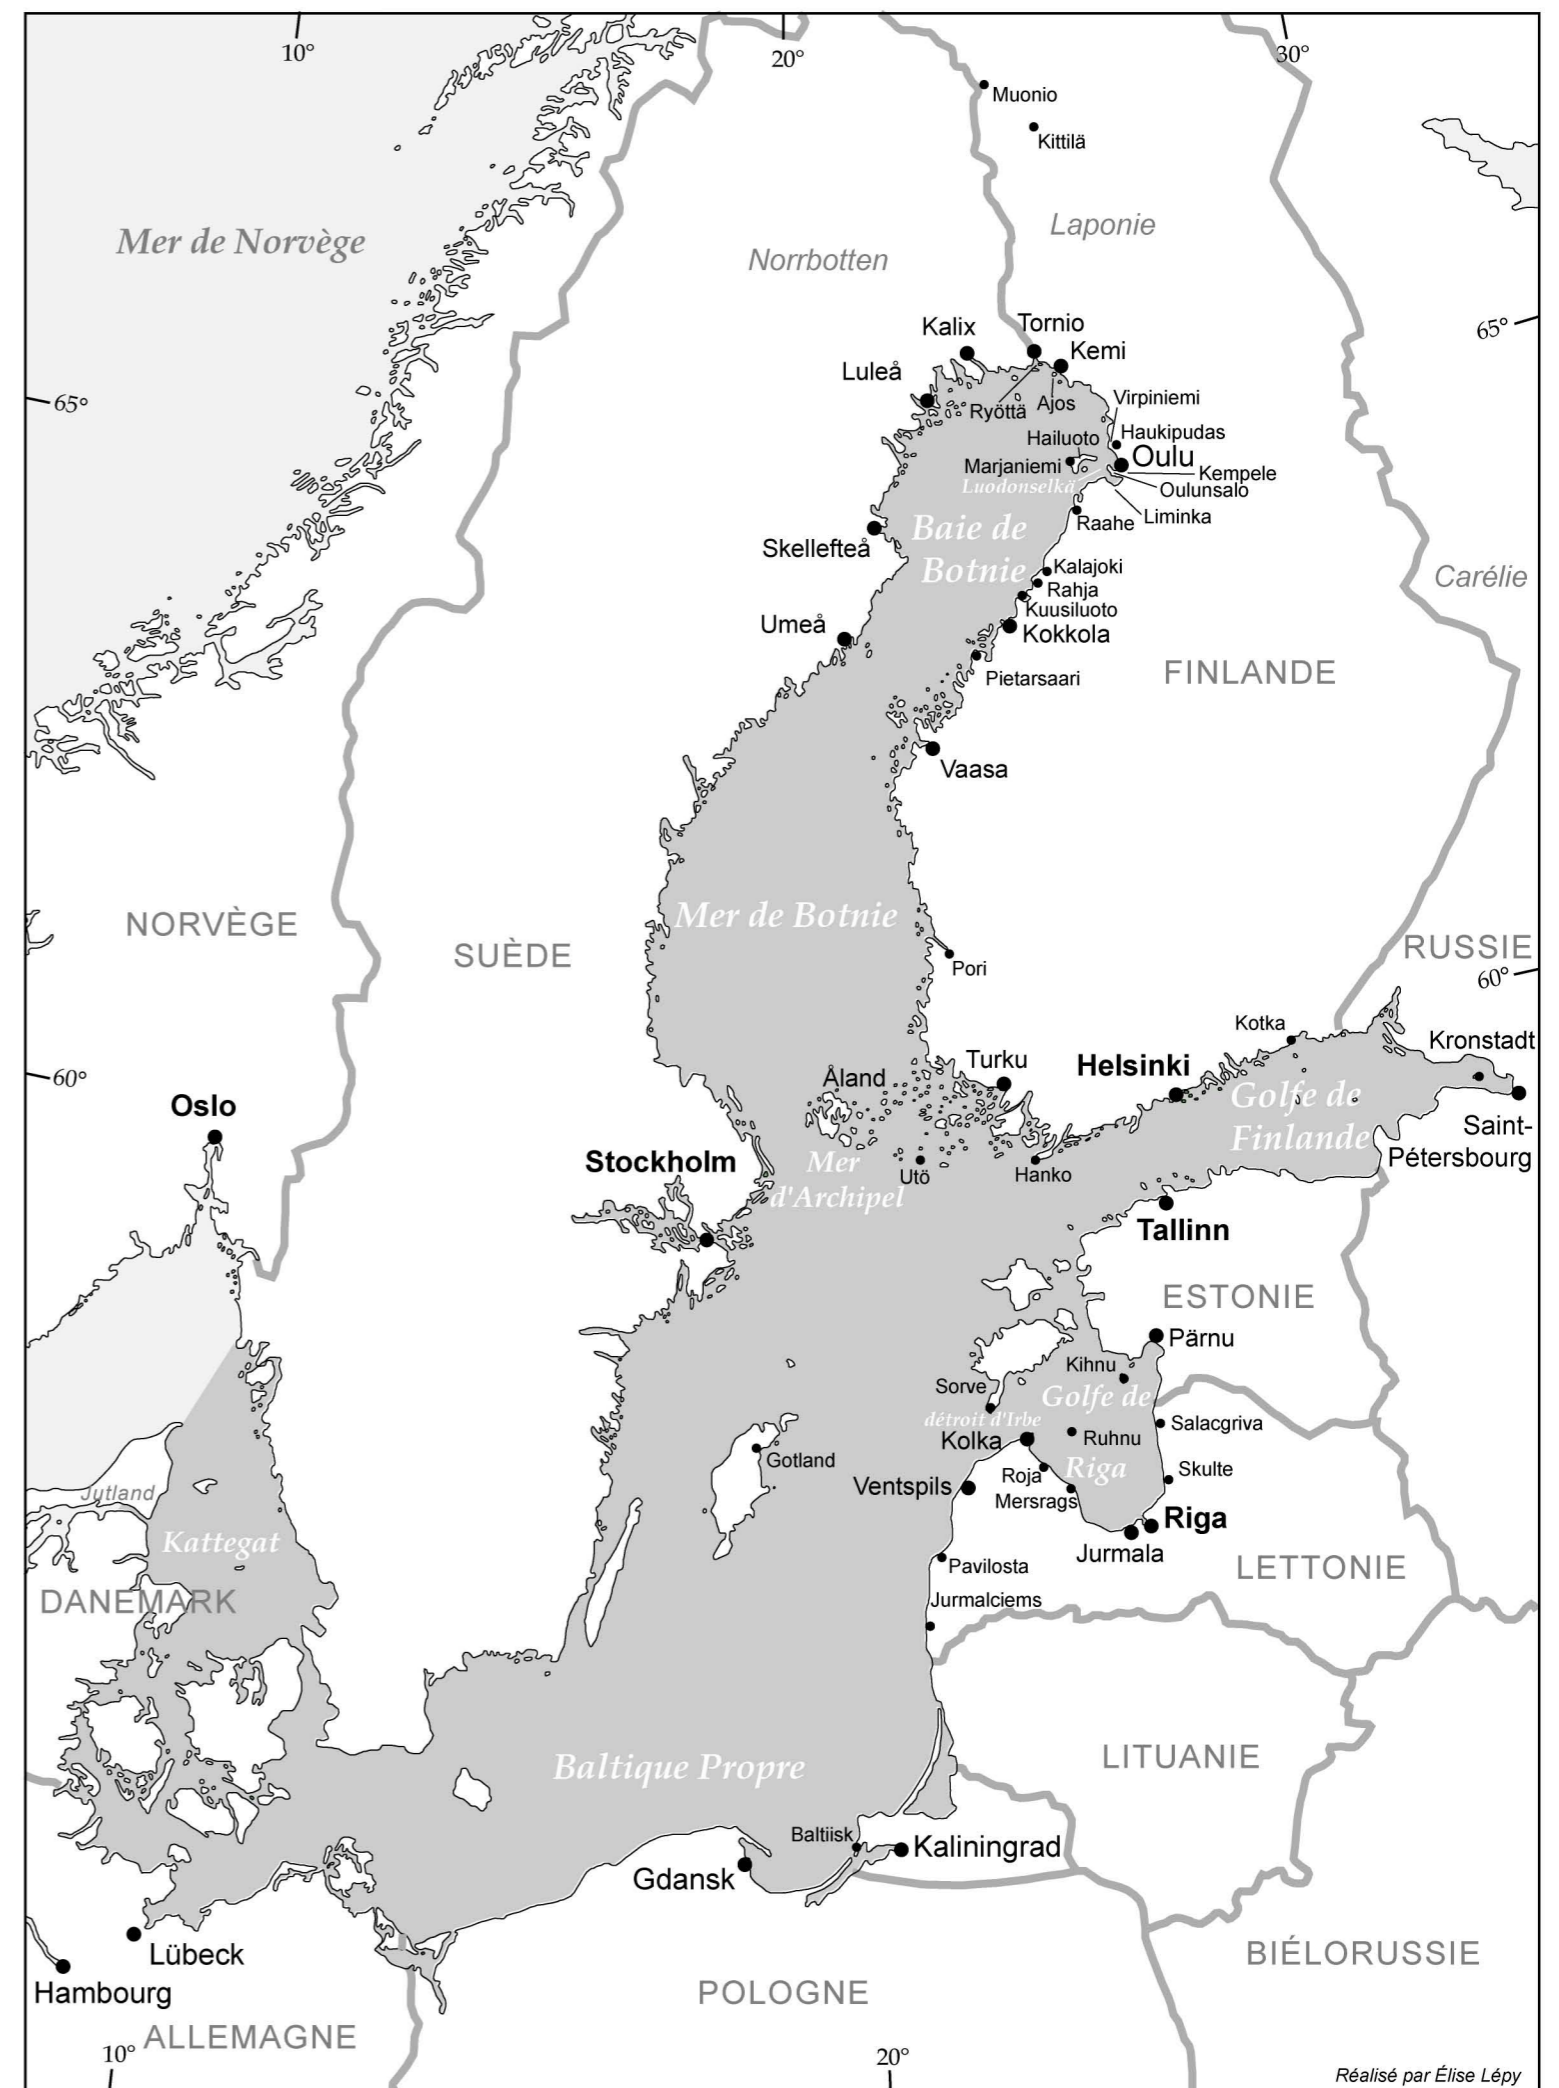 10°
20°
30°
Muonio
Kittilä
Mer de Norvège
Laponie
Norrbotten
65°
Kalix
Tornio
Kemi
Luleå
65°
Ryöttä
Ajos
Virpiniemi
Haukipudas
Hailuoto
Oulu
Marjaniemi
Kempele
Luodonselkä
Oulunsalo
Liminka
Raahe
Baie de
Botnie
Skellefteå
Kalajoki
Rahja
Carélie
Kuusiluoto
Umeå
Kokkola
FINLANDE
Pietarsaari
Vaasa
Mer de Botnie
NORVÈGE
SUÈDE
RUSSIE
Pori
60°
Kotka
Kronstadt
Turku
Helsinki
60°
Åland
Golfe de
Finlande
Oslo
Saint-
Pétersbourg
Stockholm
Mer
d'Archipel
Utö
Hanko
Tallinn
ESTONIE
Pärnu
Kihnu
Sorve
Golfe de
Riga
détroit d'Irbe
Salacgriva
Kolka
Ruhnu
Gotland
Roja
Skulte
Ventspils
Mersrags
Jutland
Riga
Kattegat
Jurmala
Pavilosta
LETTONIE
DANEMARK
Jurmalciems
Baltique Propre
LITUANIE
Baltiisk
Kaliningrad
Gdansk
Lübeck
BIÉLORUSSIE
Hambourg
POLOGNE
ALLEMAGNE
10°
20°
Réalisé par Élise Lépy